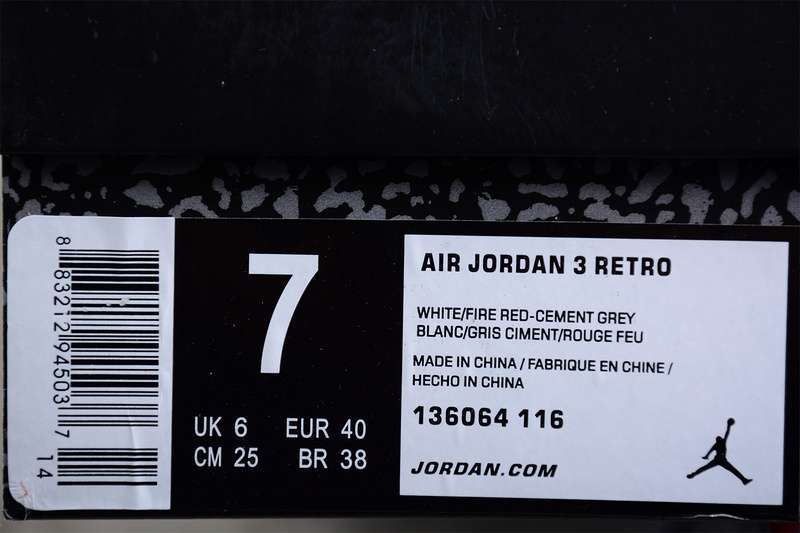 8 83212 94503 7
14
7
UK 6 EUR 40
CM 25 BR 38
AIR JORDAN 3 RETRO
WHITE/FIRE RED-CEMENT GREY
BLANC/GRIS CIMENT/ROUGE FEU
MADE IN CHINA / FABRIQUE EN CHINE /
HECHO IN CHINA
136064 116
JORDAN.COM